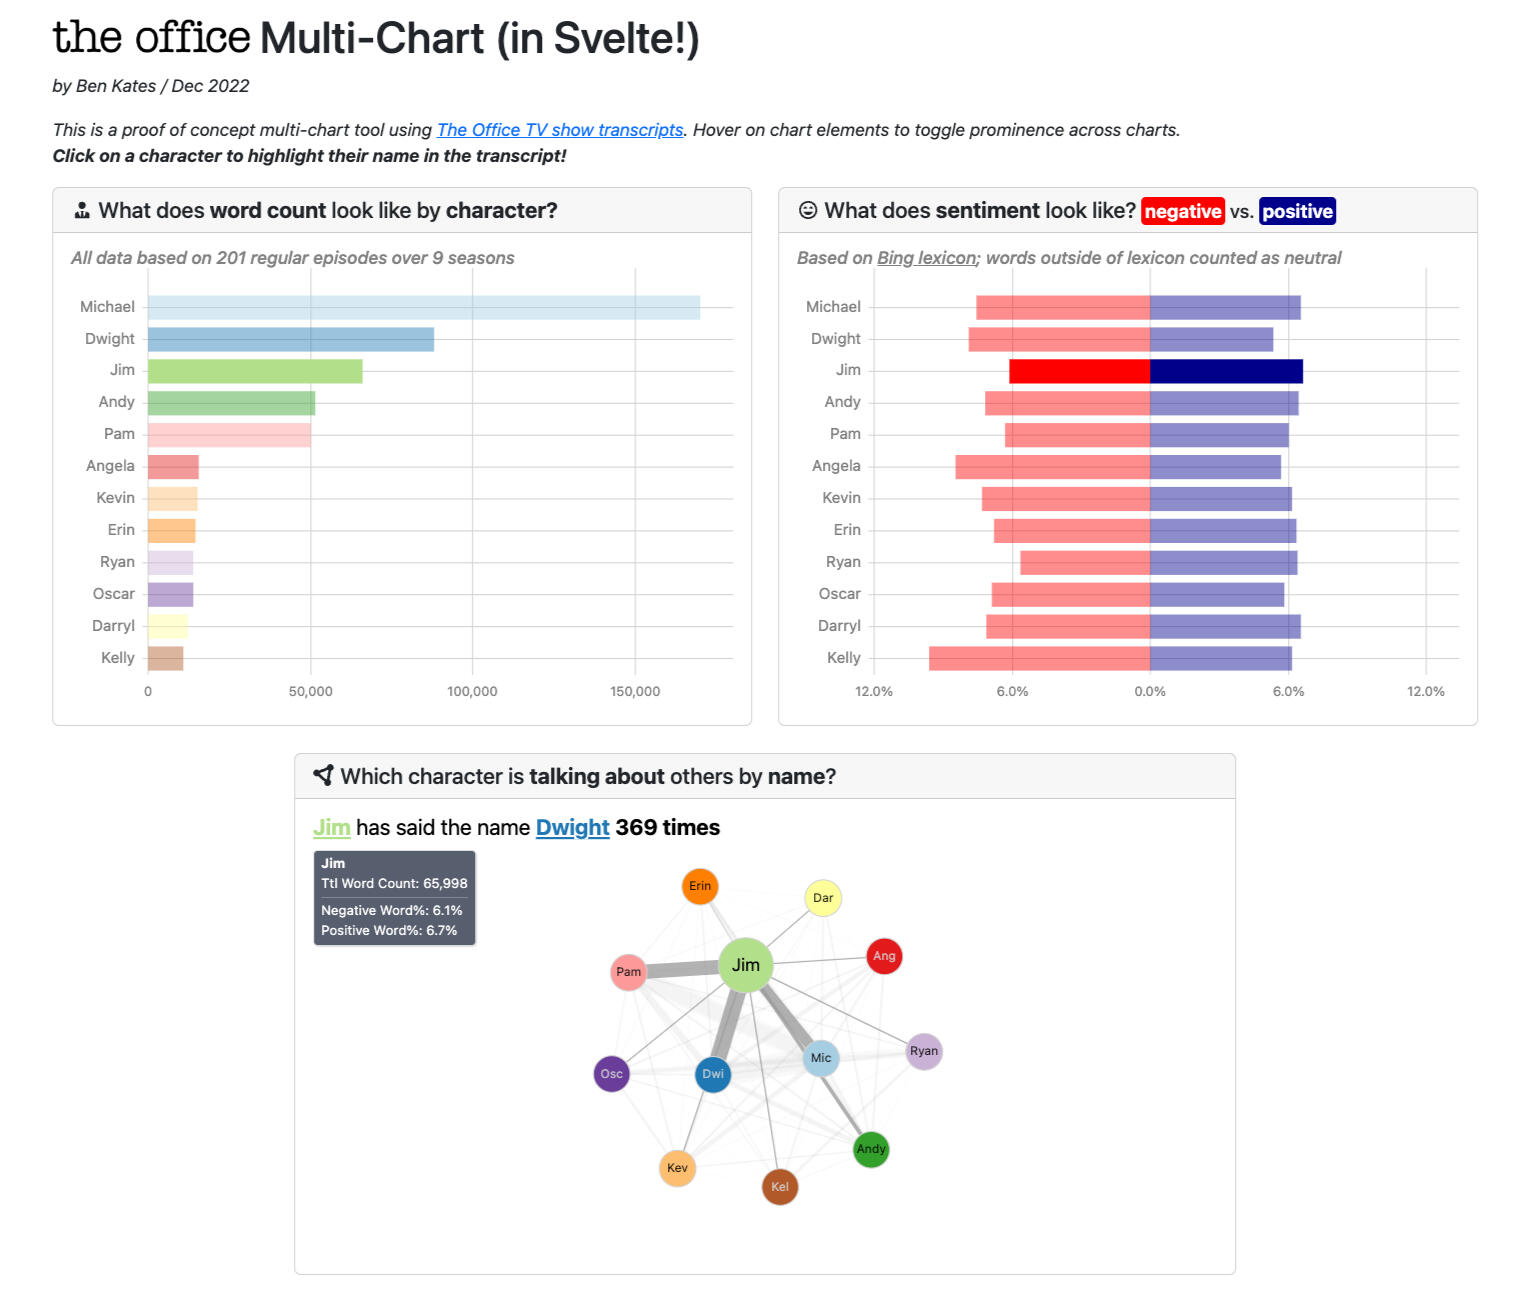 the office Multi-Chart (in Svelte!)
by Ben Kates / Dec 2022
This is a proof of concept multi-chart tool using The Office TV show transcripts. Hover on chart elements to toggle prominence across charts.
Click on a character to highlight their name in the transcript!
What does word count look like by character?
All data based on 201 regular episodes over 9 seasons
Michael
Dwight
Jim
Andy
Pam
Angela
Kevin
Erin
Ryan
Oscar
Darryl
Kelly
0 50,000 100,000 150,000
What does sentiment look like? negative vs. positive
Based on Bing lexicon; words outside of lexicon counted as neutral
Michael
Dwight
Jim
Andy
Pam
Angela
Kevin
Erin
Ryan
Oscar
Darryl
Kelly
12.0% 6.0% 0.0% 6.0% 12.0%
Which character is talking about others by name?
Jim has said the name Dwight 369 times
Jim
Ttl Word Count: 65,998
Negative Word%: 6.1%
Positive Word%: 6.7%
Erin
Dar
Ang
Jim
Pam
Ryan
Mic
Osc
Dwi
Andy
Kev
Kel